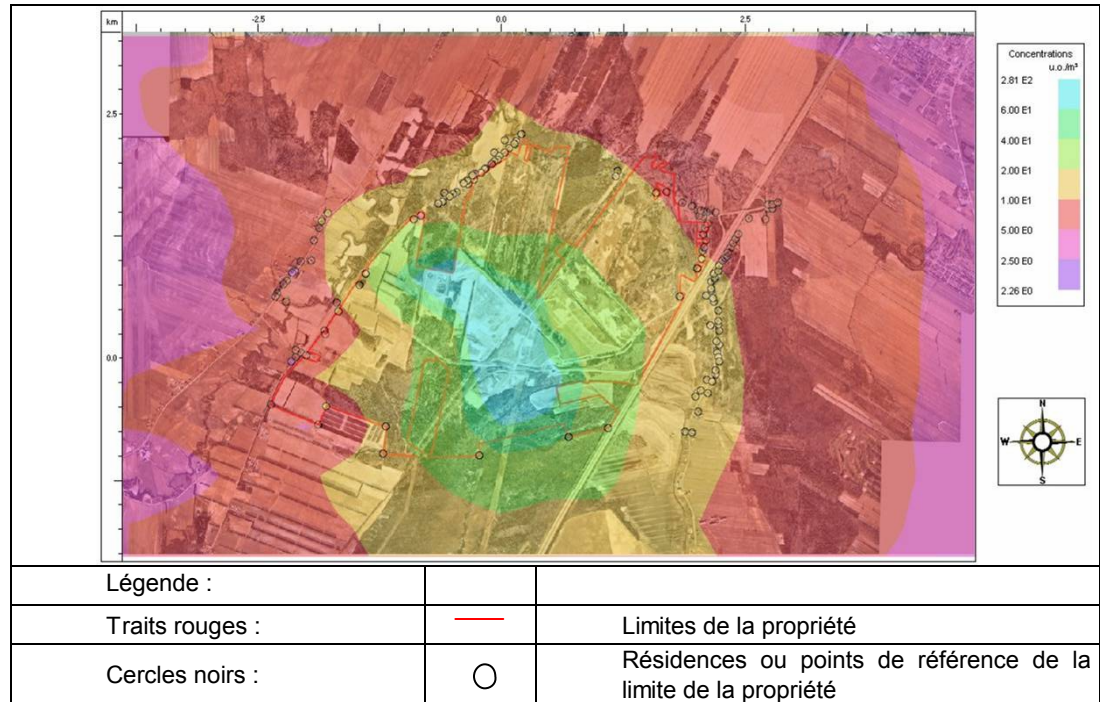 km
-2.5
0.0
2.5
2.5
0.0
Concentrations
u.o./m³
2.81 E2
6.00 E1
4.00 E1
2.00 E1
1.00 E1
5.00 E0
2.50 E0
2.26 E0
N
W
E
S
Légende :
Traits rouges :
Limites de la propriété
Cercles noirs :
Résidences ou points de référence de la
limite de la propriété